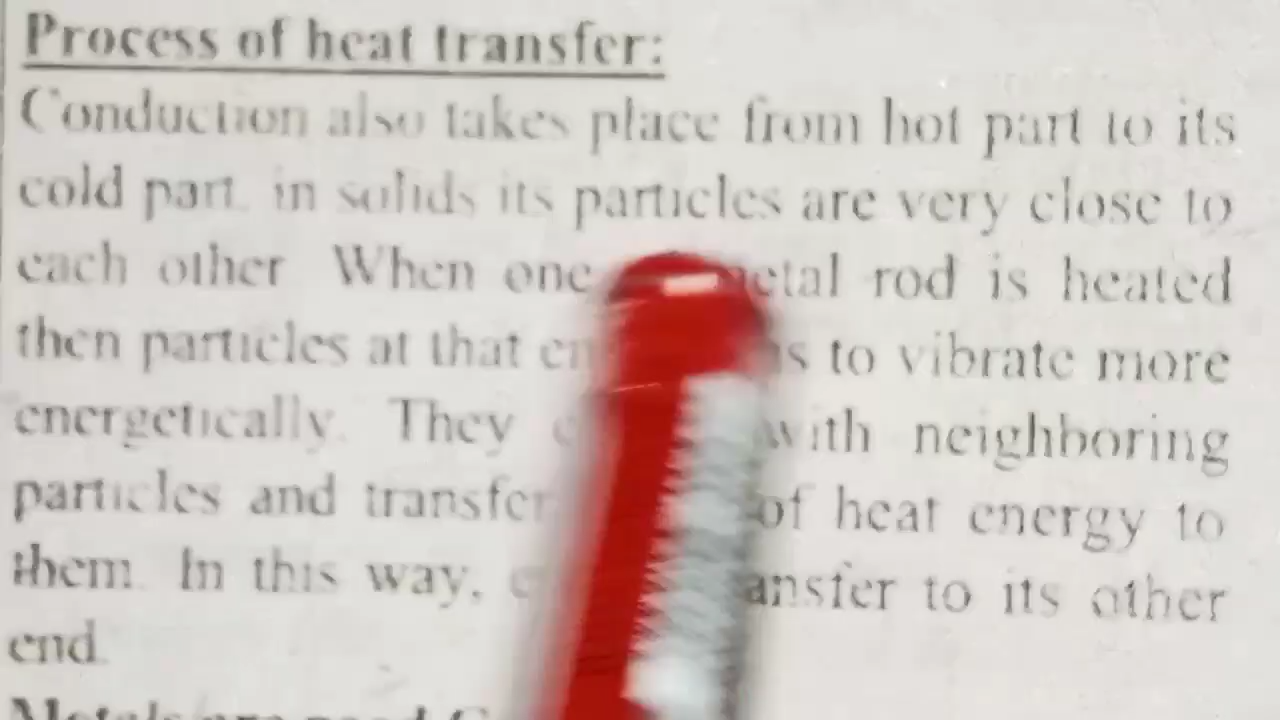 Process of heat transfer:
Conduction also takes place from hot part to its
cold part. in solids its particles are very close to
each other When one metal rod is heated
then particles at that to vibrate more
energetically. They with neighboring
particles and transfer of heat energy to
them. In this way, transfer to its other
end.